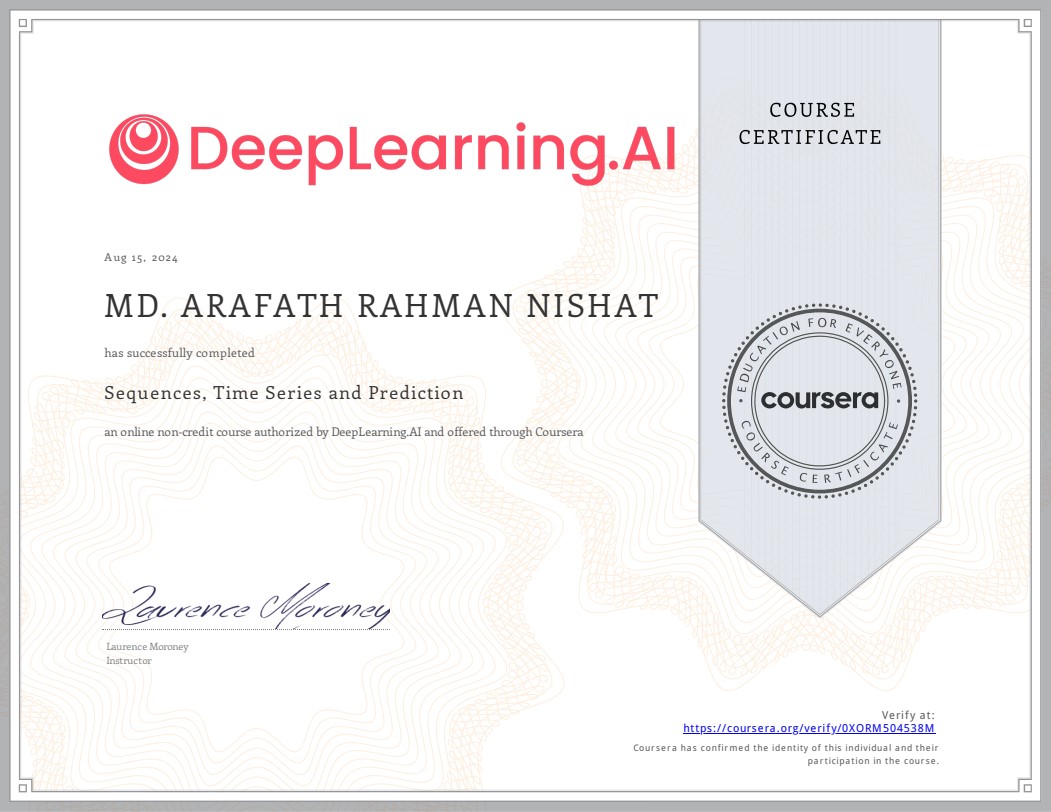 DeepLearning.AI
COURSE
CERTIFICATE
Aug 15, 2024
MD. ARAFATH RAHMAN NISHAT
has successfully completed
Sequences, Time Series and Prediction
an online non-credit course authorized by DeepLearning.AI and offered through Coursera
EDUCATION FOR EVERYONE
coursera
COURSE CERTIFICATE
Laurence Moroney
Laurence Moroney
Instructor
Verify at:
https://coursera.org/verify/0XORM504538M
Coursera has confirmed the identity of this individual and their
participation in the course.